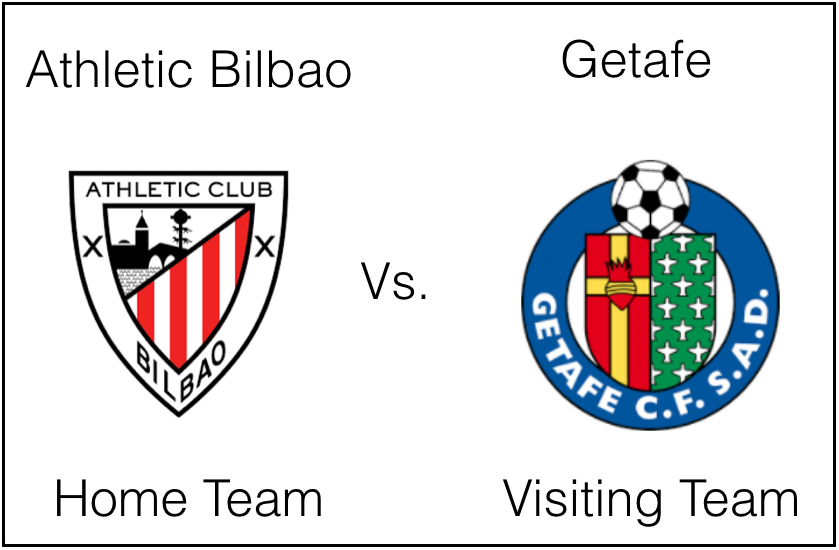 Athletic Bilbao
Getafe
ATHLETIC CLUB
X X
BILBAO
Vs.
GETAFE C.F. S.A.D.
Home Team
Visiting Team